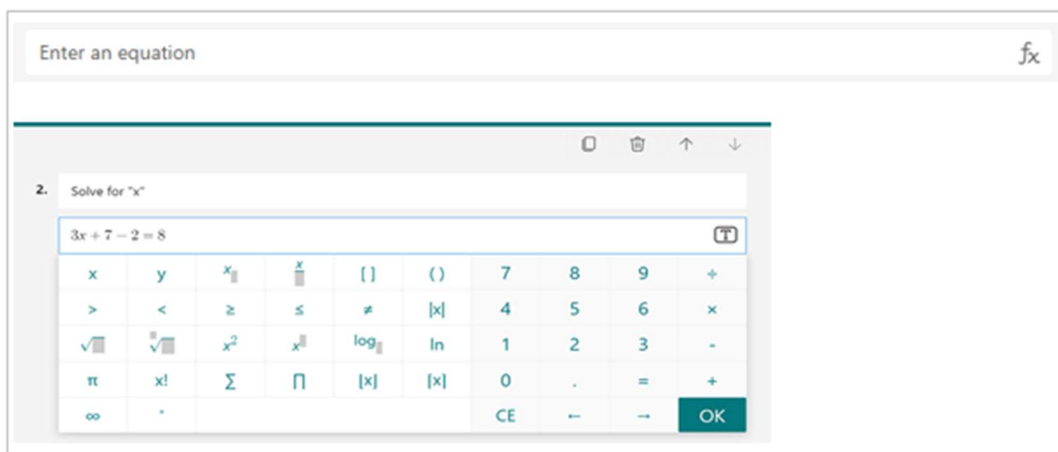 Enter an equation fx
2. Solve for "x"
3x + 7 − 2 = 8
x y x [] () 7 8 9 ÷
> < ≥ ≤ ≠ |x| 4 5 6 ×
√ √ x² x log ln 1 2 3 -
π x! Σ Π ⌊x⌋ ⌈x⌉ 0 . = +
∞ ° CE ← → OK